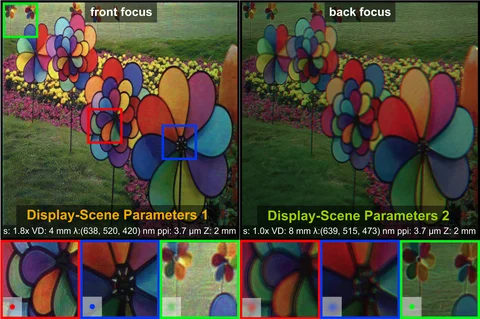 front focus
back focus
Display-Scene Parameters 1
Display-Scene Parameters 2
s: 1.8x VD: 4 mm λ:(638, 520, 420) nm ppi: 3.7 μm Z: 2 mm
s: 1.0x VD: 8 mm λ:(639, 515, 473) nm ppi: 3.7 μm Z: 2 mm